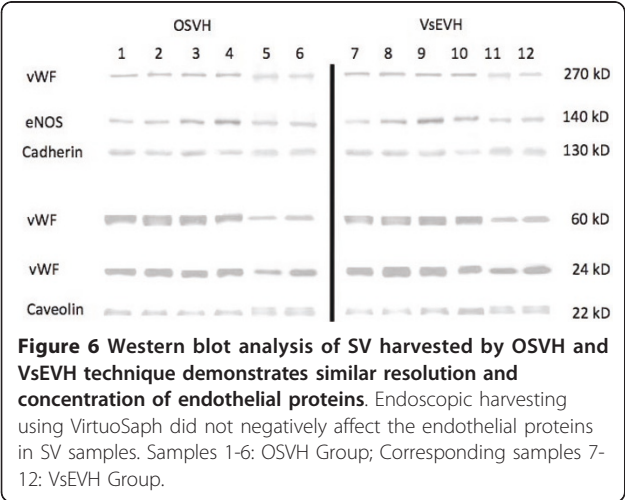 OSVH VsEVH
1 2 3 4 5 6 7 8 9 10 11 12
vWF 270 kD
eNOS 140 kD
Cadherin 130 kD
vWF 60 kD
vWF 24 kD
Caveolin 22 kD
Figure 6 Western blot analysis of SV harvested by OSVH and
VsEVH technique demonstrates similar resolution and
concentration of endothelial proteins. Endoscopic harvesting
using VirtuoSaph did not negatively affect the endothelial proteins
in SV samples. Samples 1-6: OSVH Group; Corresponding samples 7-
12: VsEVH Group.